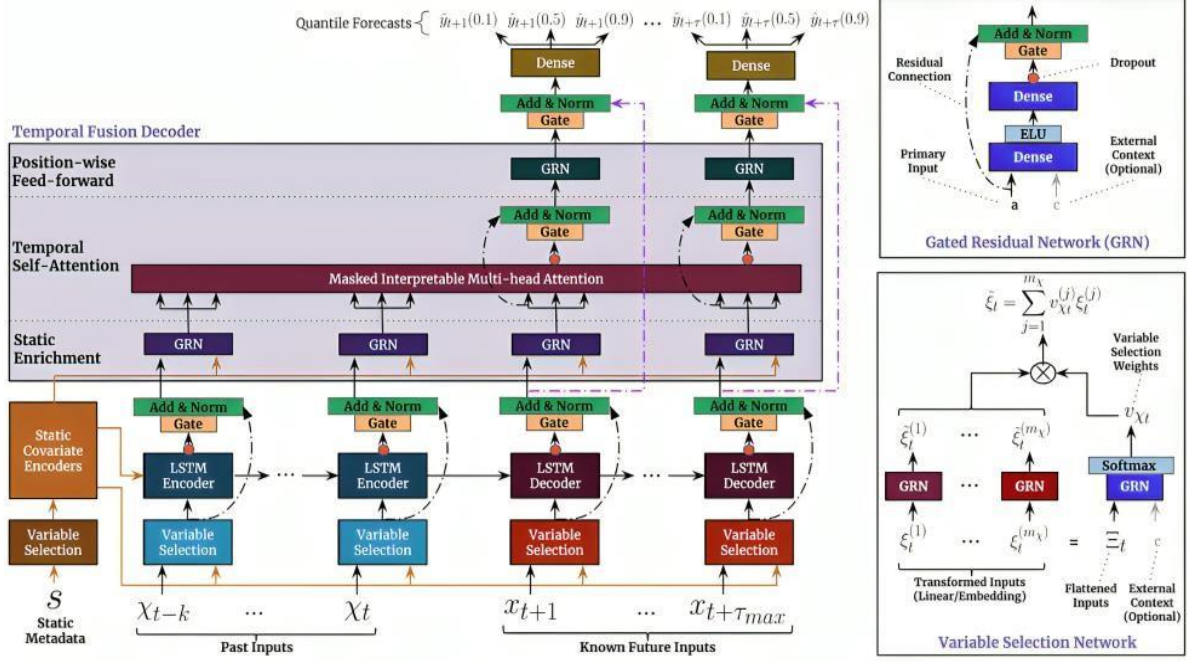 Quantile Forecasts { ŷt+1(0.1) ŷt+1(0.5) ŷt+1(0.9) ... ŷt+τ(0.1) ŷt+τ(0.5) ŷt+τ(0.9)
Dense Dense
Add & Norm Add & Norm
Gate Gate
Temporal Fusion Decoder
Position-wise
Feed-forward
GRN GRN
Add & Norm Add & Norm
Gate Gate
Temporal
Self-Attention
Masked Interpretable Multi-head Attention
Static
Enrichment
GRN GRN GRN GRN
Add & Norm Add & Norm Add & Norm Add & Norm
Gate Gate Gate Gate
Static
Covariate
Encoders
LSTM
Encoder
...
LSTM
Encoder
LSTM
Decoder
...
LSTM
Decoder
Variable
Selection
Variable
Selection
Variable
Selection
Variable
Selection
Variable
Selection
s
Static
Metadata
χt−k ... χt xt+1 ... xt+τmax
Past Inputs Known Future Inputs
Add & Norm
Gate
Residual
Connection
Dropout
Dense
ELU
Dense
Primary
Input
External
Context
(Optional)
a c
Gated Residual Network (GRN)
ξ̃t = ∑ j=1 mχ vχt(j) ξ̃t(j)
Variable
Selection
Weights
⊗
vχt
ξ̃t(1) ... ξ̃t(mχ)
Softmax
GRN ... GRN GRN
ξt(1) ... ξt(mχ) = Ξt c
Transformed Inputs
(Linear/Embedding)
Flattened
Inputs
External
Context
(Optional)
Variable Selection Network